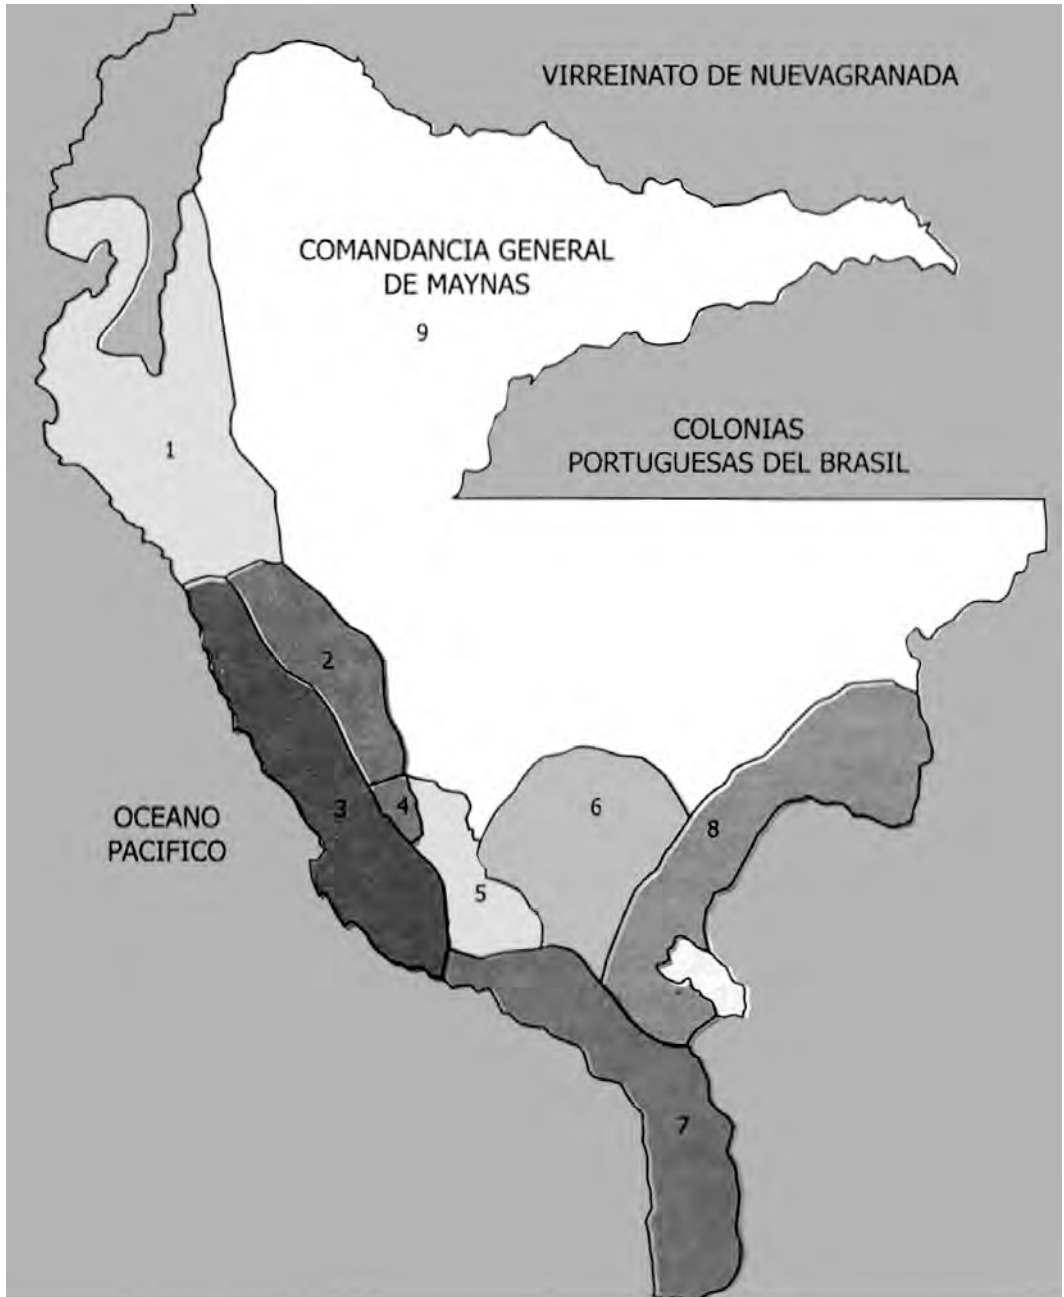 VIRREINATO DE NUEVAGRANADA
COMANDANCIA GENERAL
DE MAYNAS
9
COLONIAS
PORTUGUESAS DEL BRASIL
1
2
3
4
OCEANO
PACIFICO
5
6
8
7